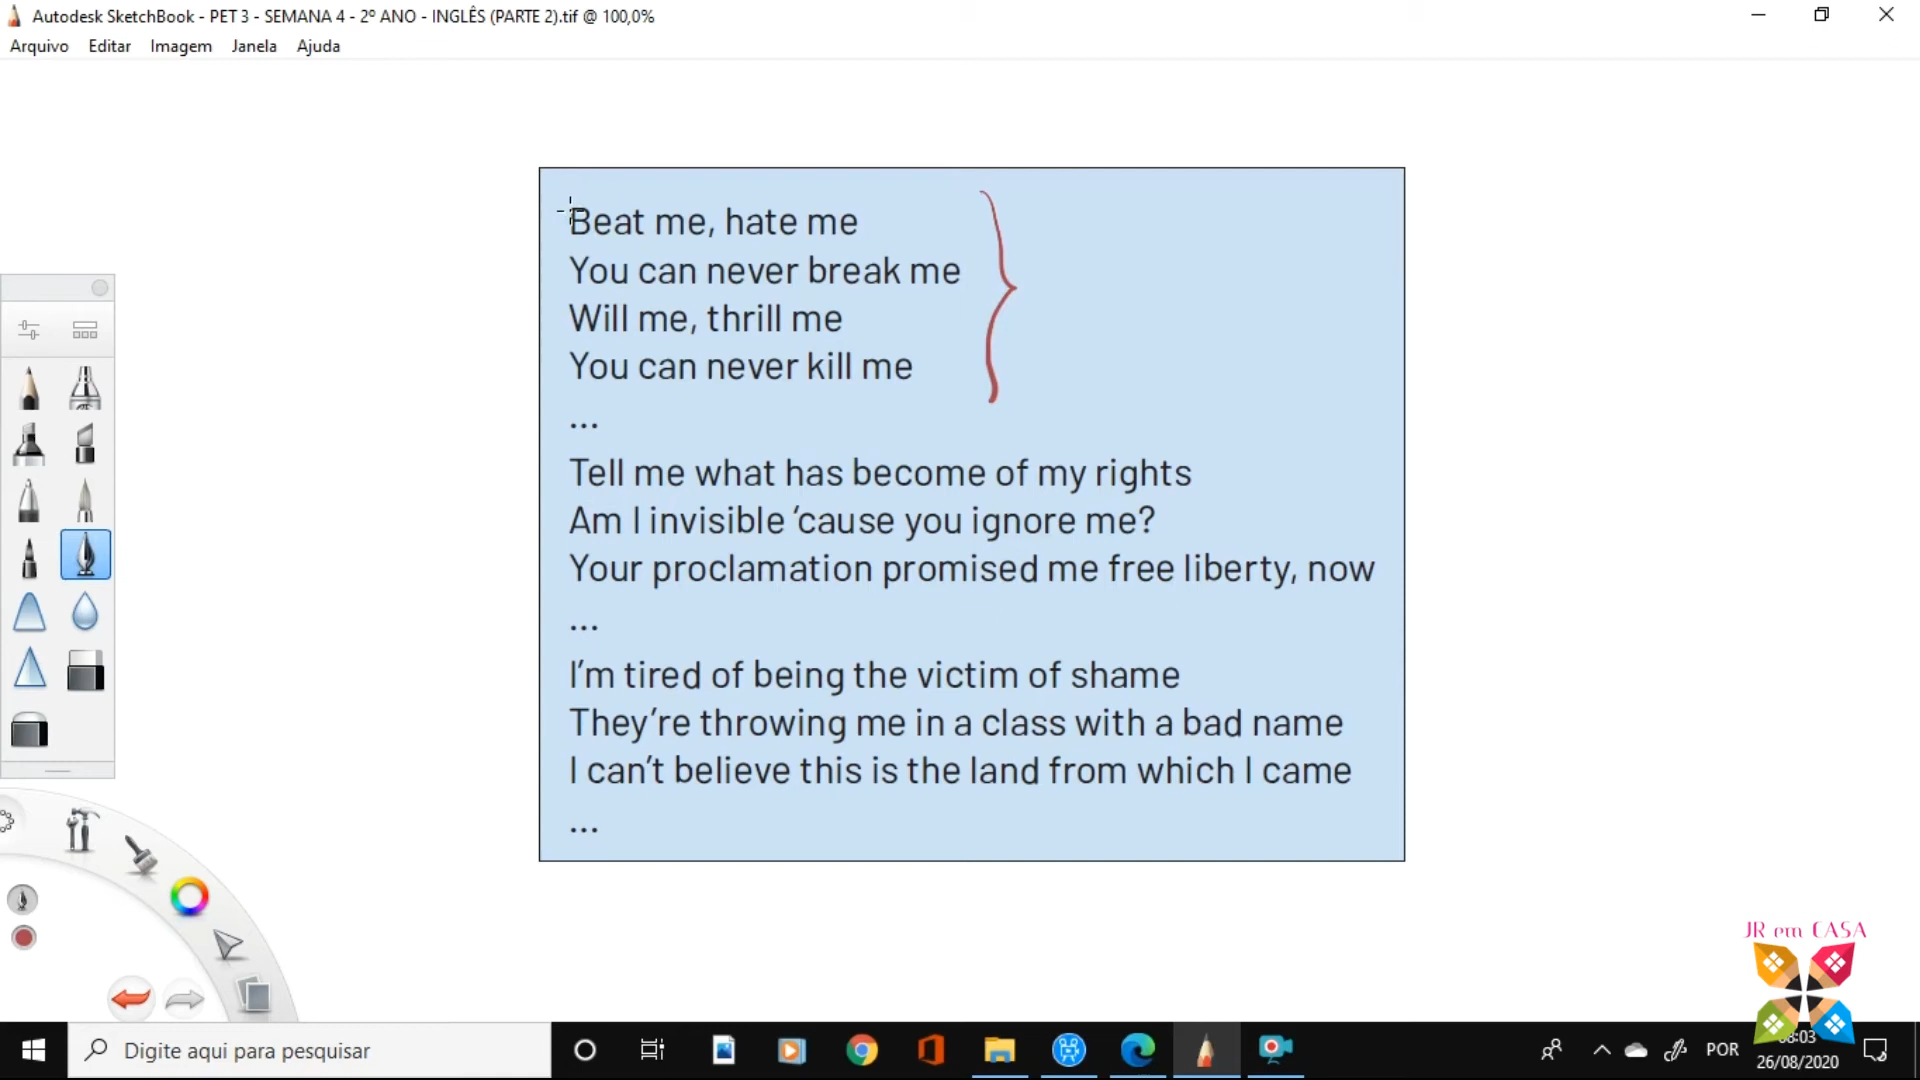 Autodesk SketchBook - PET 3 - SEMANA 4 - 2º ANO - INGLÊS (PARTE 2).tif @ 100,0%
Arquivo Editar Imagem Janela Ajuda
Beat me, hate me
You can never break me
Will me, thrill me
You can never kill me
...
Tell me what has become of my rights
Am I invisible ‘cause you ignore me?
Your proclamation promised me free liberty, now
...
I’m tired of being the victim of shame
They’re throwing me in a class with a bad name
I can’t believe this is the land from which I came
...
JR em CASA
Digite aqui para pesquisar
POR
08:03
26/08/2020